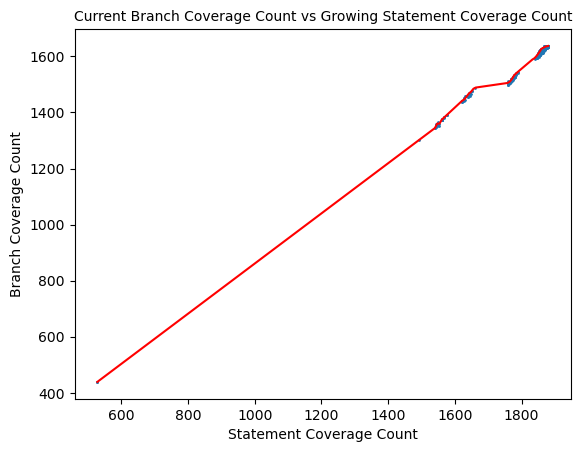 Current Branch Coverage Count vs Growing Statement Coverage Count
1600
1400
1200
1000
800
600
400
Branch Coverage Count
600 800 1000 1200 1400 1600 1800
Statement Coverage Count